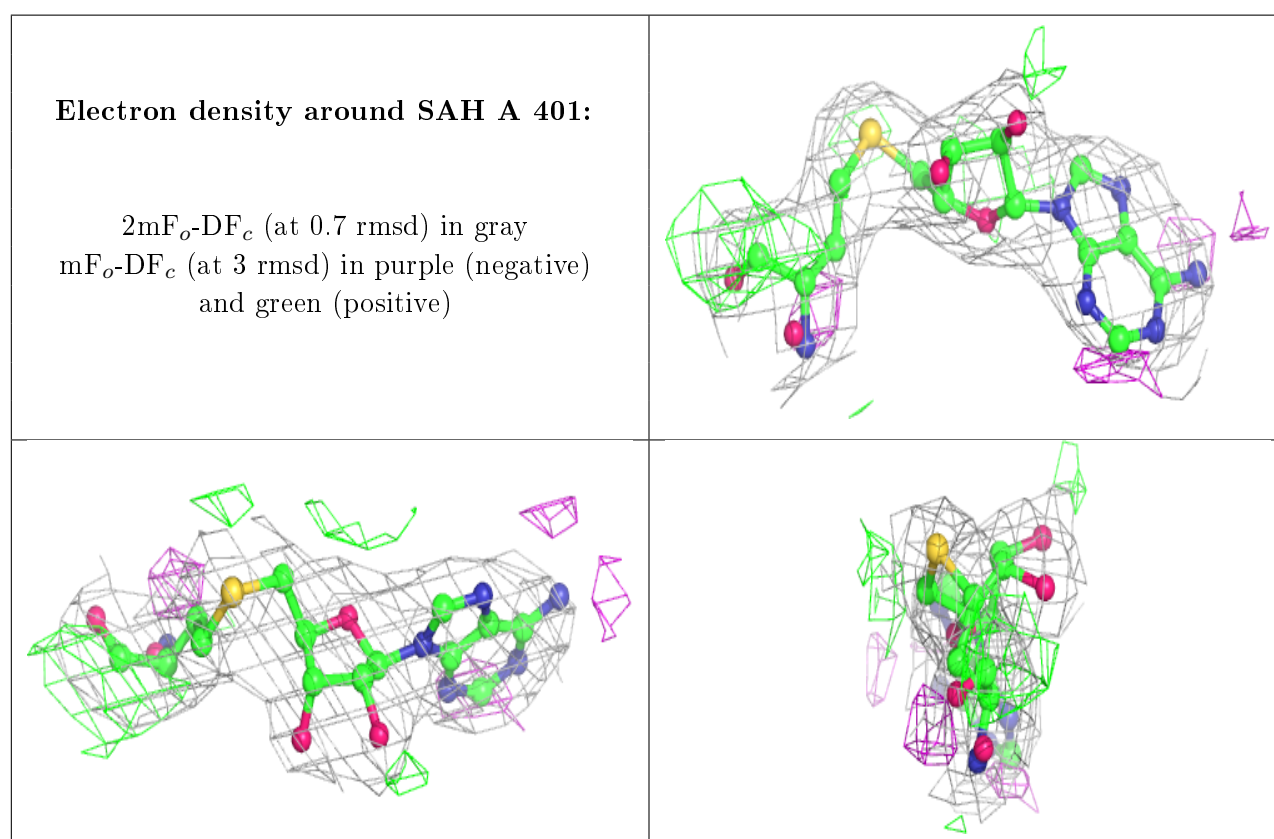 Electron density around SAH A 401:
2mFₒ-DF𝒸 (at 0.7 rmsd) in gray
mFₒ-DF𝒸 (at 3 rmsd) in purple (negative)
and green (positive)